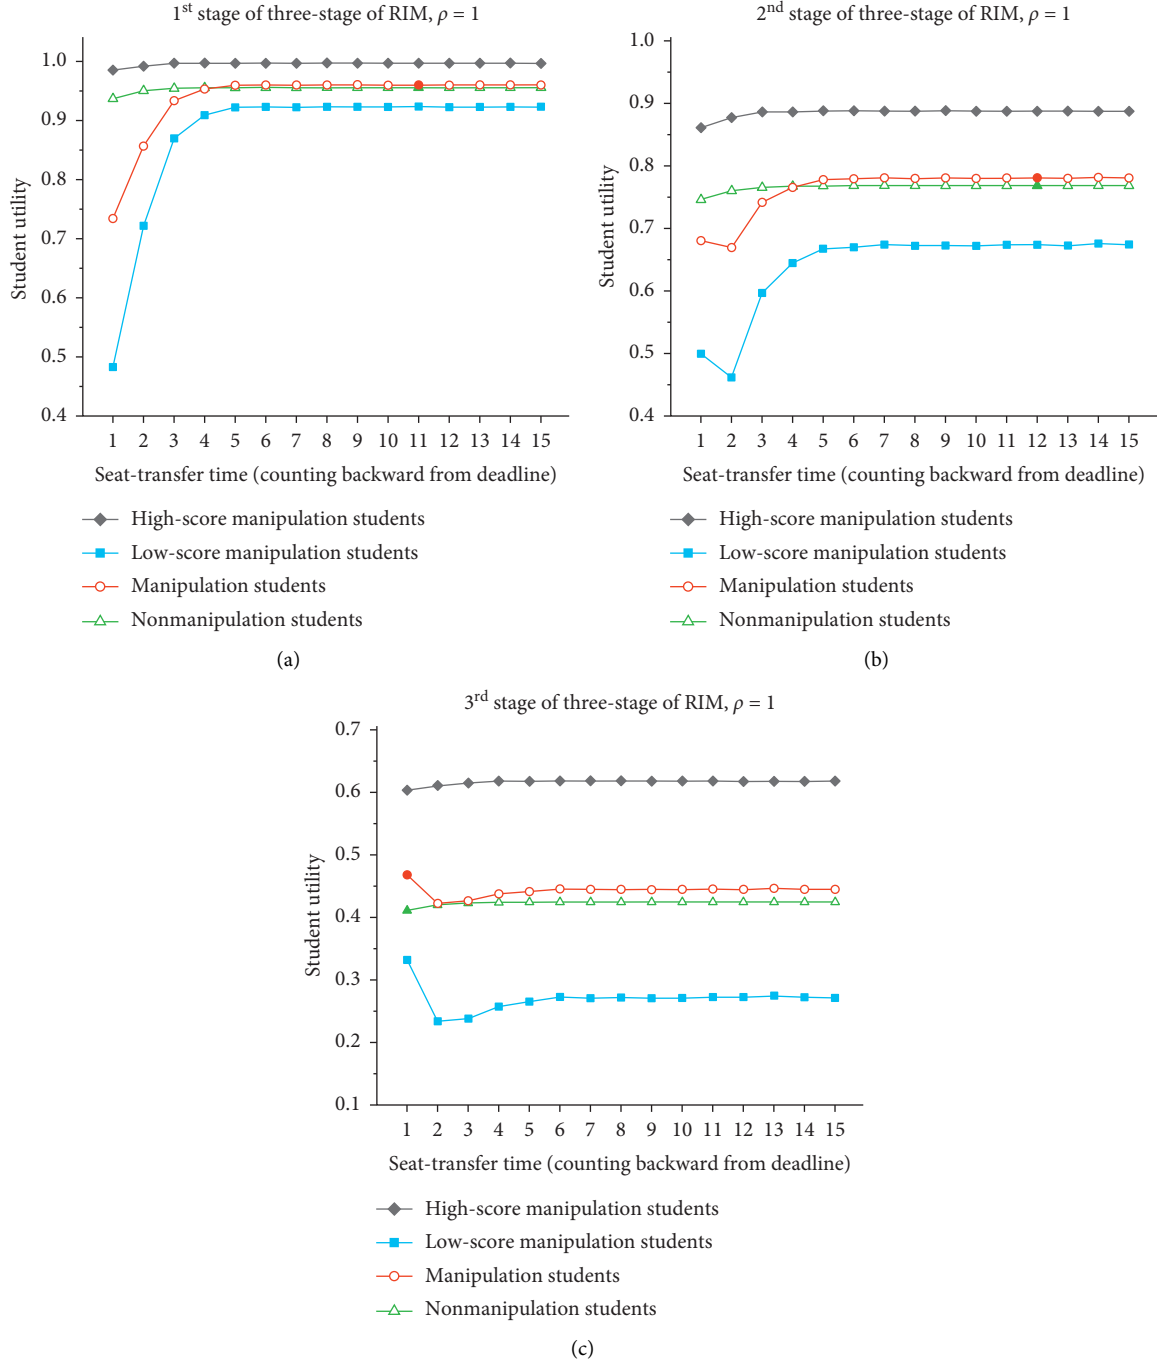 1st stage of three-stage of RIM, ρ = 1
1.0
0.9
0.8
0.7
0.6
0.5
0.4
Student utility
1 2 3 4 5 6 7 8 9 10 11 12 13 14 15
Seat-transfer time (counting backward from deadline)
High-score manipulation students
Low-score manipulation students
Manipulation students
Nonmanipulation students
(a)
2nd stage of three-stage of RIM, ρ = 1
1.0
0.9
0.8
0.7
0.6
0.5
0.4
Student utility
1 2 3 4 5 6 7 8 9 10 11 12 13 14 15
Seat-transfer time (counting backward from deadline)
High-score manipulation students
Low-score manipulation students
Manipulation students
Nonmanipulation students
(b)
3rd stage of three-stage of RIM, ρ = 1
0.7
0.6
0.5
0.4
0.3
0.2
0.1
Student utility
1 2 3 4 5 6 7 8 9 10 11 12 13 14 15
Seat-transfer time (counting backward from deadline)
High-score manipulation students
Low-score manipulation students
Manipulation students
Nonmanipulation students
(c)